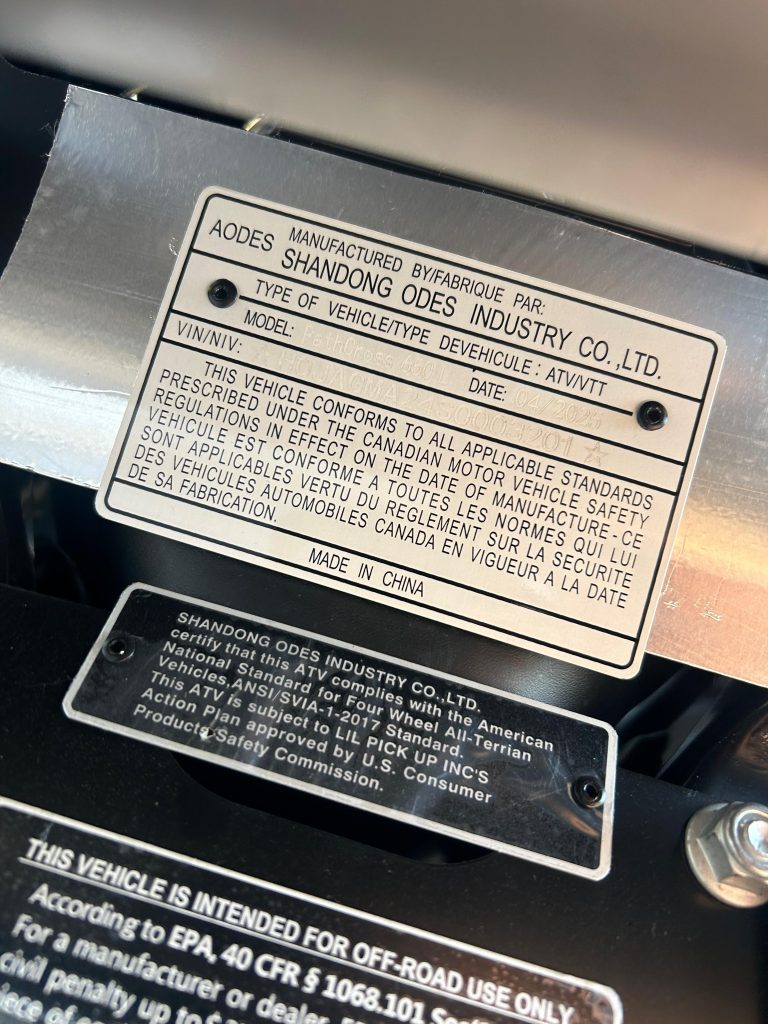 AODES MANUFACTURED BY/FABRIQUE PAR:
SHANDONG ODES INDUSTRY CO.,LTD.
TYPE OF VEHICLE/TYPE DEVEHICULE : ATV/VTT
MODEL: PathCross 650 L DATE: 04/2025
VIN/NIV:
THIS VEHICLE CONFORMS TO ALL APPLICABLE STANDARDS
PRESCRIBED UNDER THE CANADIAN MOTOR VEHICLE SAFETY
REGULATIONS IN EFFECT ON THE DATE OF MANUFACTURE-CE
VEHICULE EST CONFORME A TOUTES LES NORMES QUI LUI
SONT APPLICABLES VERTU DU REGLEMENT SUR LA SECURITE
DES VEHICULES AUTOMOBILES CANADA EN VIGUEUR A LA DATE
DE SA FABRICATION.
MADE IN CHINA
SHANDONG ODES INDUSTRY CO.,LTD.
certify that this ATV complies with the American
National Standard for Four Wheel All-Terrian
Vehicles,ANSI/SVIA-1-2017 Standard.
This ATV is subject to LIL PICK UP INC'S
Action Plan approved by U.S. Consumer
Products Safety Commission.
THIS VEHICLE IS INTENDED FOR OFF-ROAD USE ONLY
According to EPA, 40 CFR § 1068.101
For a manufacturer or dealer,
civil penalty up to